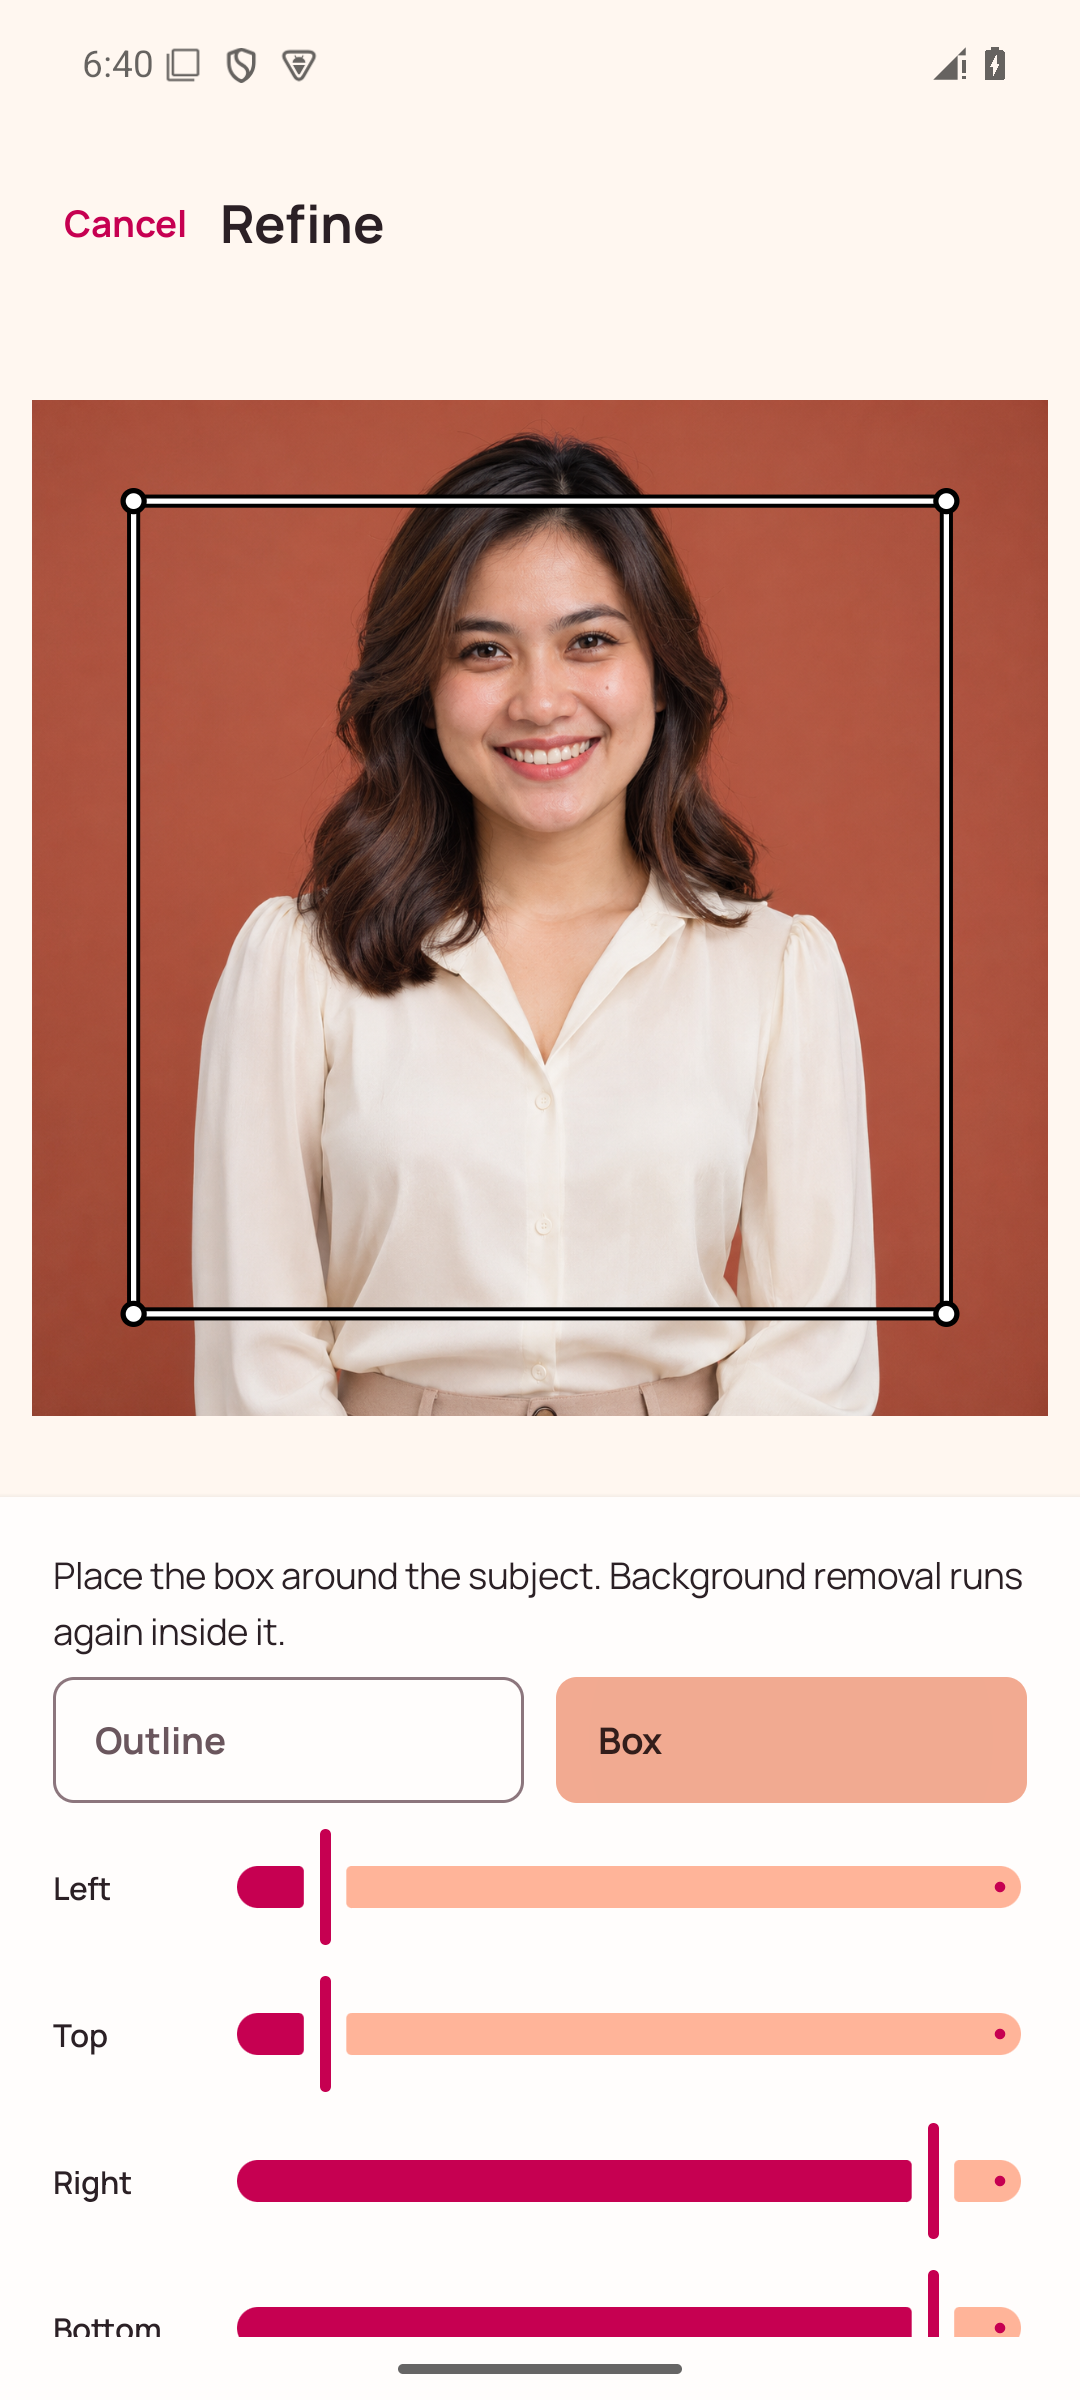 6:40
Cancel Refine
Place the box around the subject. Background removal runs
again inside it.
Outline Box
Left
Top
Right
Bottom